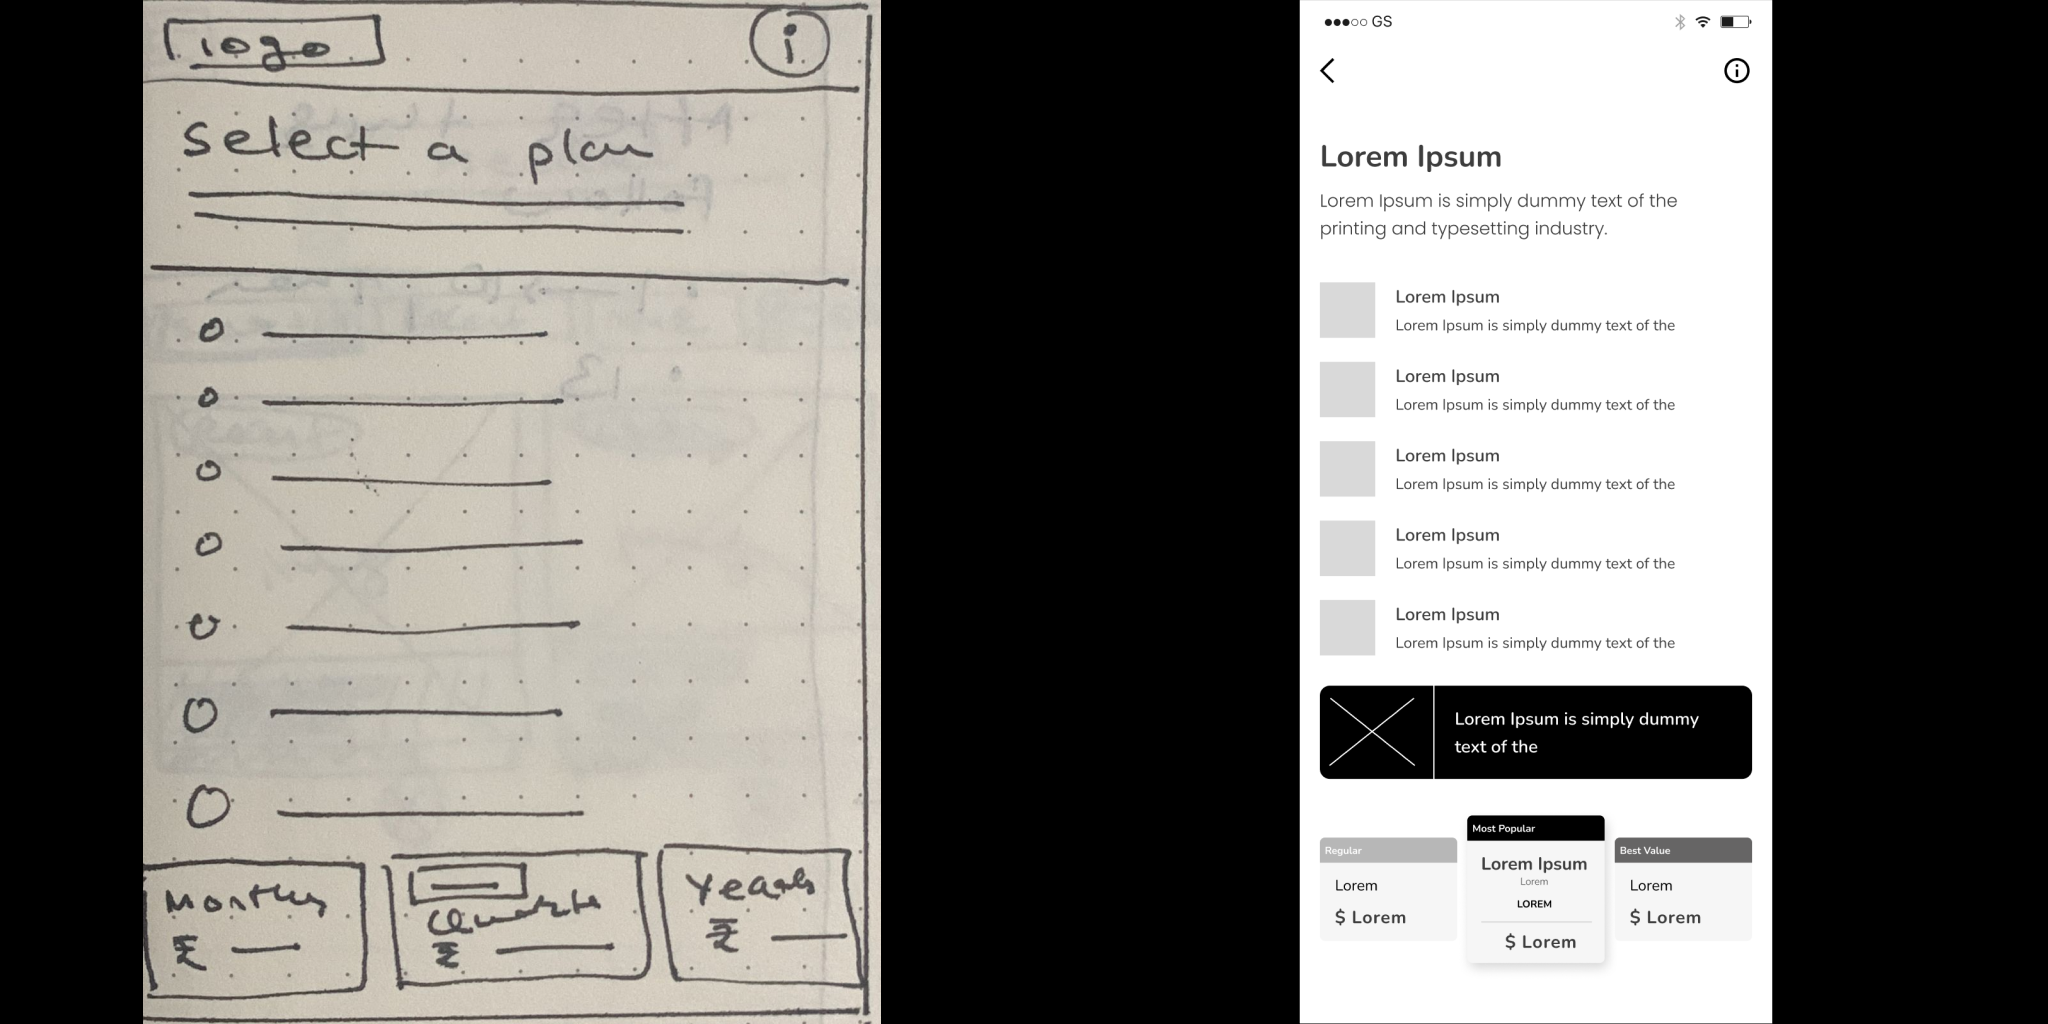 logo
i
Select a plan
Monthly
₹
Quarterly
₹
Yearly
₹
GS
i
Lorem Ipsum
Lorem Ipsum is simply dummy text of the
printing and typesetting industry.
Lorem Ipsum
Lorem Ipsum is simply dummy text of the
Lorem Ipsum
Lorem Ipsum is simply dummy text of the
Lorem Ipsum
Lorem Ipsum is simply dummy text of the
Lorem Ipsum
Lorem Ipsum is simply dummy text of the
Lorem Ipsum
Lorem Ipsum is simply dummy text of the
Lorem Ipsum is simply dummy
text of the
Regular
Lorem
$ Lorem
Most Popular
Lorem Ipsum
Lorem
LOREM
$ Lorem
Best Value
Lorem
$ Lorem